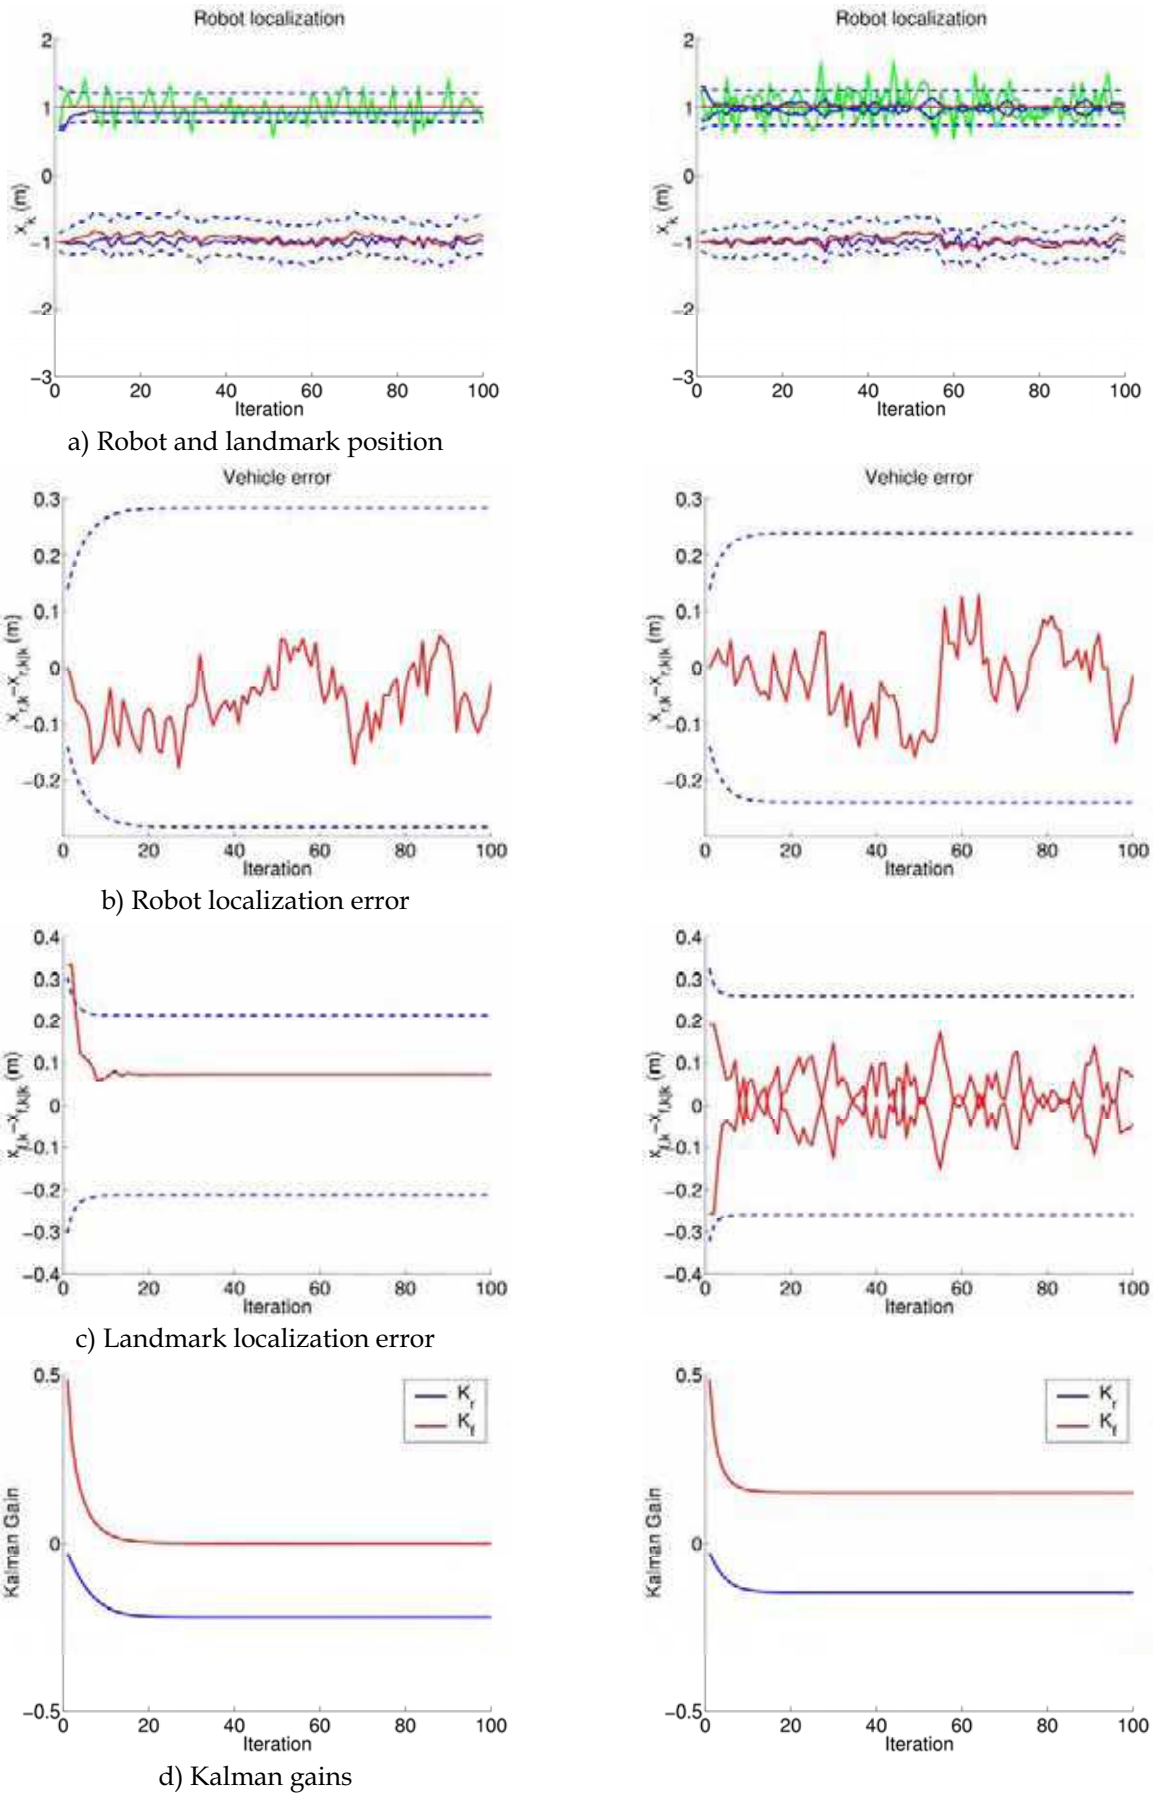 Robot localization
2
1
0
−1
−2
−3
x_k (m)
0 20 40 60 80 100
Iteration
Robot localization
2
1
0
−1
−2
−3
x_k (m)
0 20 40 60 80 100
Iteration
a) Robot and landmark position
Vehicle error
0.3
0.2
0.1
0
−0.1
−0.2
x_{r,k}−x_{r,k|k} (m)
0 20 40 60 80 100
Iteration
Vehicle error
0.3
0.2
0.1
0
−0.1
−0.2
x_{r,k}−x_{r,k|k} (m)
0 20 40 60 80 100
Iteration
b) Robot localization error
0.4
0.3
0.2
0.1
0
−0.1
−0.2
−0.3
−0.4
x_{f,k}−x_{f,k|k} (m)
0 20 40 60 80 100
Iteration
0.4
0.3
0.2
0.1
0
−0.1
−0.2
−0.3
−0.4
x_{f,k}−x_{f,k|k} (m)
0 20 40 60 80 100
Iteration
c) Landmark localization error
0.5
0
−0.5
Kalman Gain
K_r
K_f
0 20 40 60 80 100
Iteration
0.5
0
−0.5
Kalman Gain
K_r
K_f
0 20 40 60 80 100
Iteration
d) Kalman gains